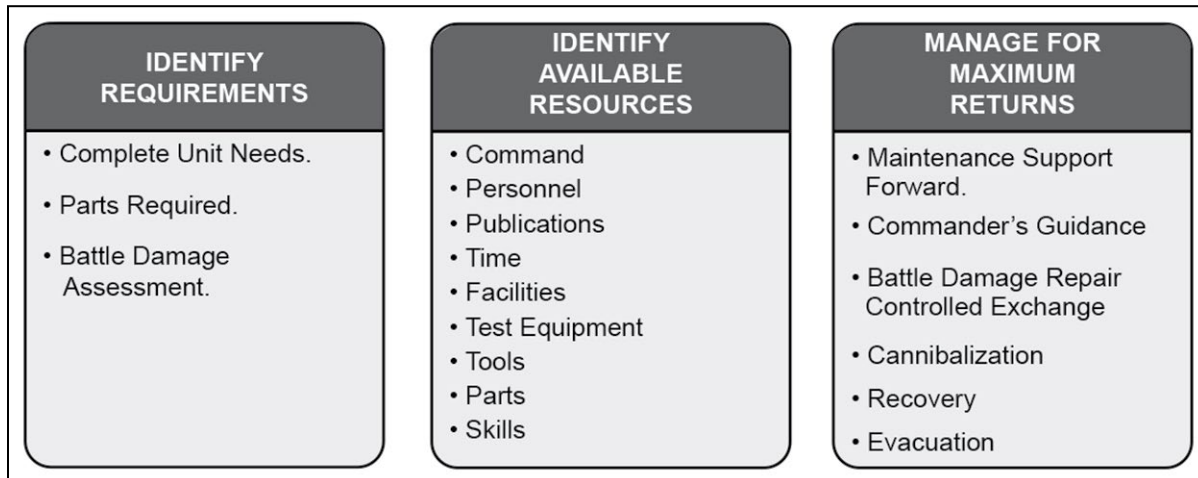 IDENTIFY
REQUIREMENTS
• Complete Unit Needs.
• Parts Required.
• Battle Damage
Assessment.
IDENTIFY
AVAILABLE
RESOURCES
• Command
• Personnel
• Publications
• Time
• Facilities
• Test Equipment
• Tools
• Parts
• Skills
MANAGE FOR
MAXIMUM
RETURNS
• Maintenance Support
Forward.
• Commander’s Guidance
• Battle Damage Repair
Controlled Exchange
• Cannibalization
• Recovery
• Evacuation